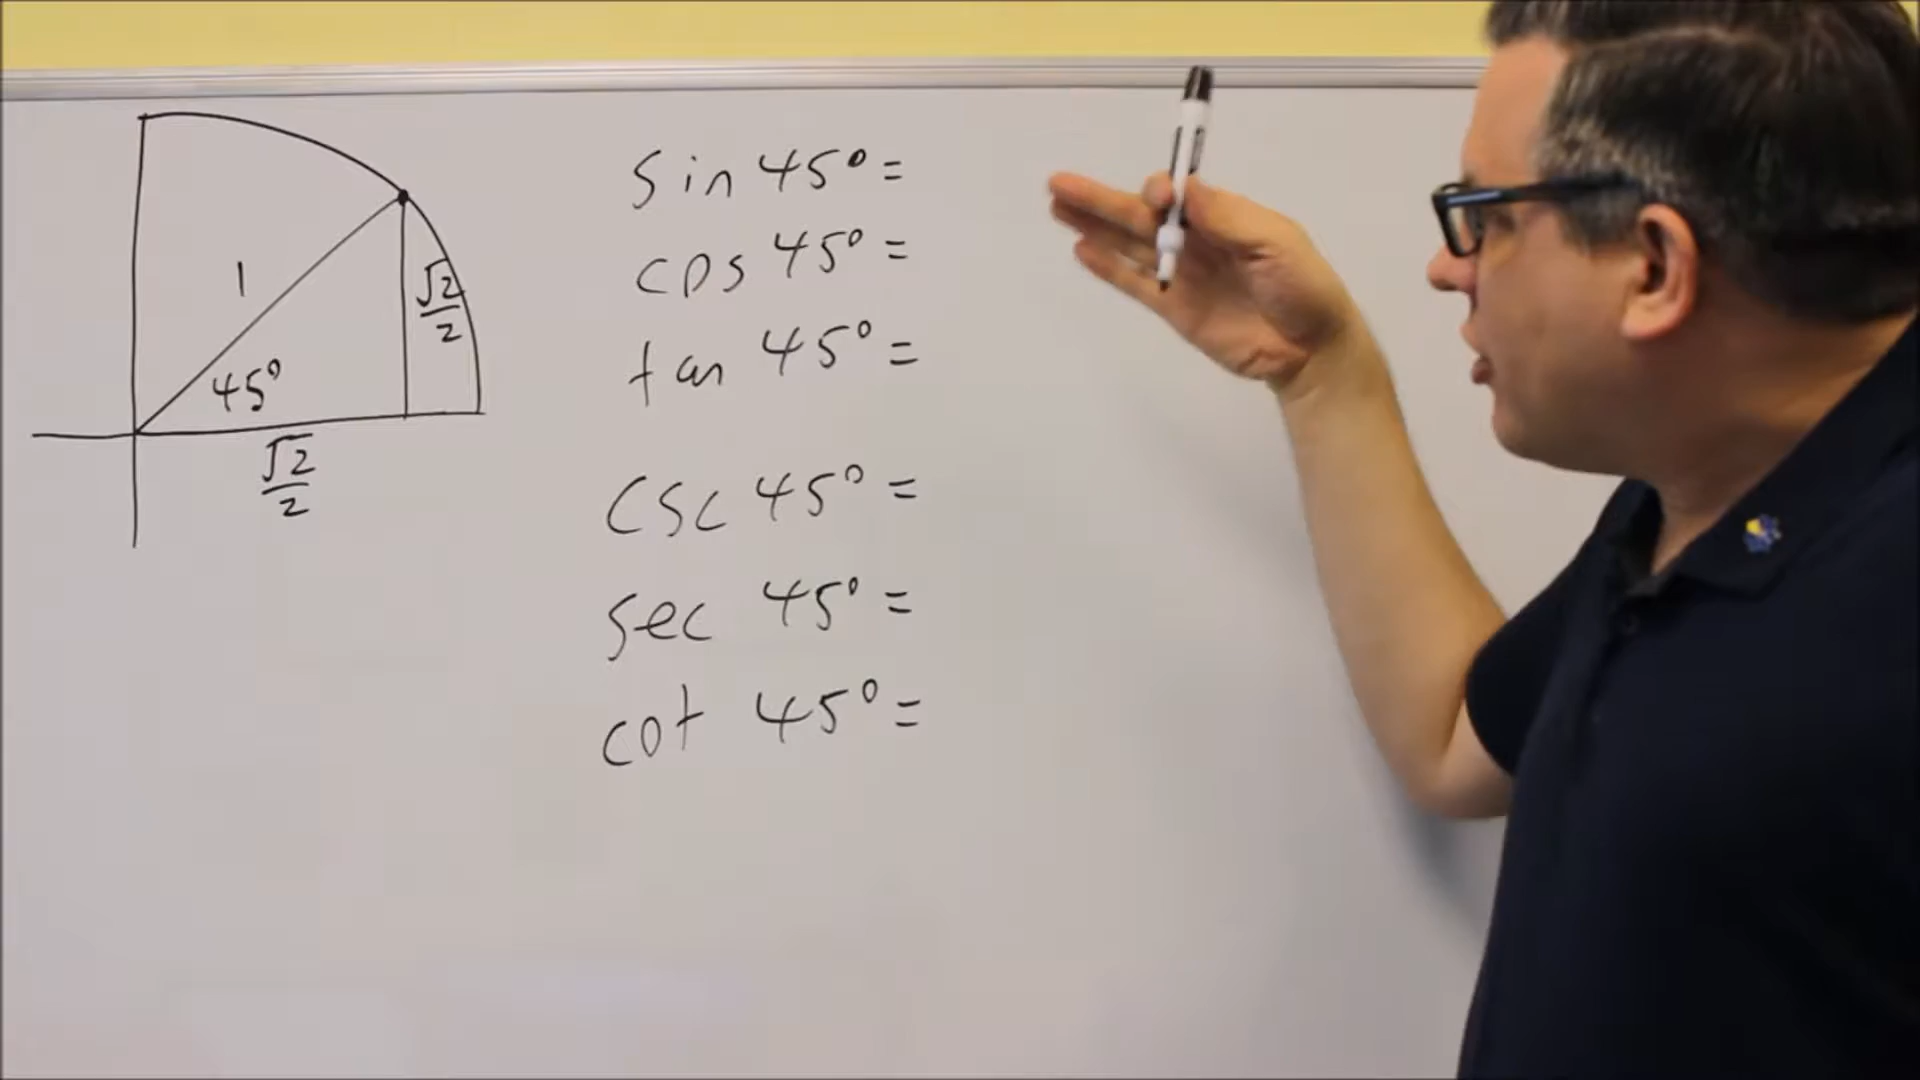 1
45°
√2/2
√2/2
sin 45° =
cos 45° =
tan 45° =
csc 45° =
sec 45° =
cot 45° =